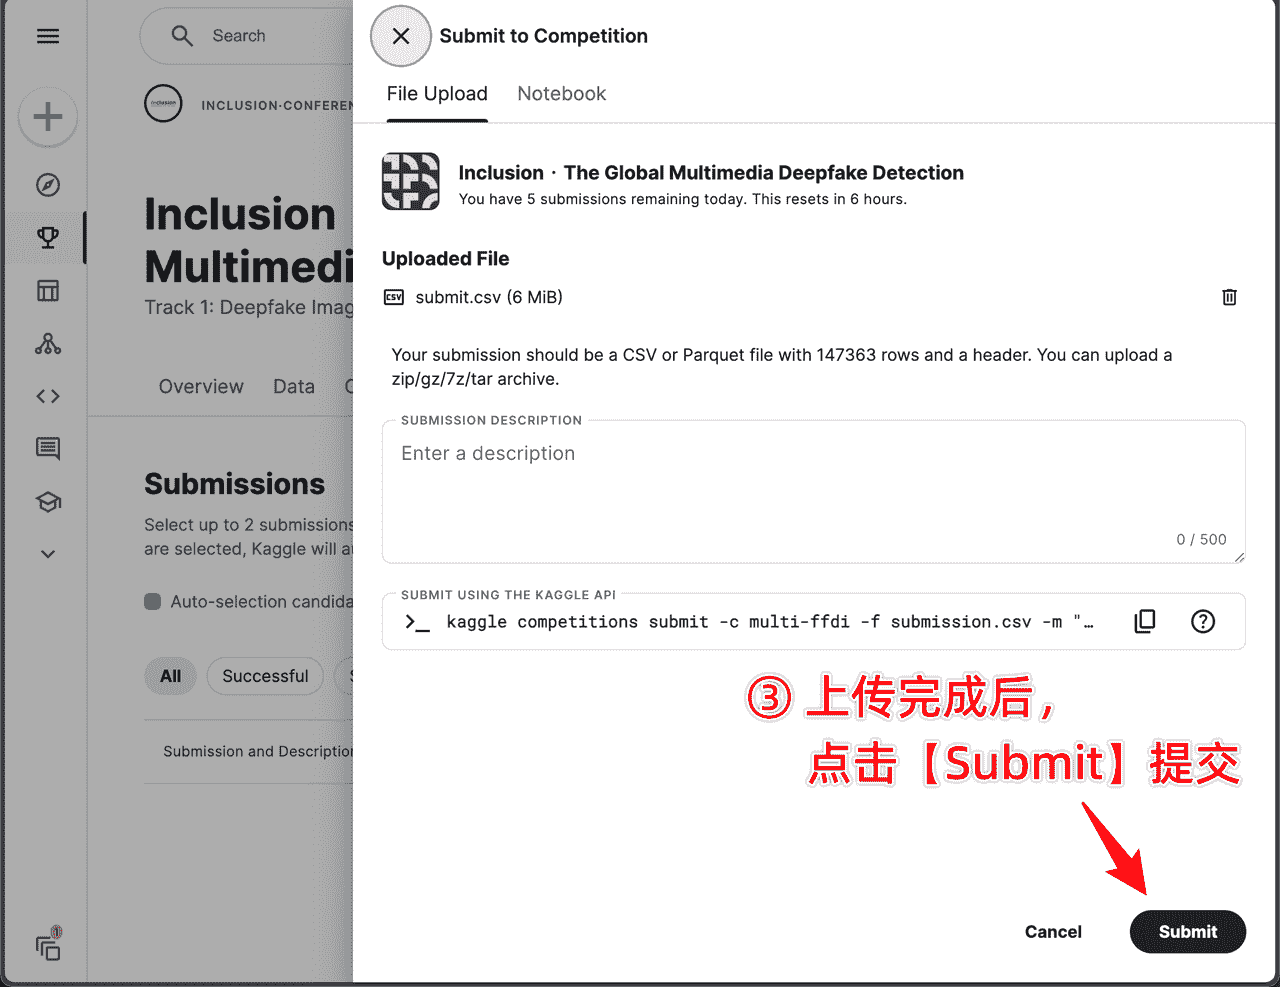 Search
INCLUSION·CONFEREN
Inclusion
Multimedi
Track 1: Deepfake Imag
Overview Data
Submissions
Select up to 2 submissions
are selected, Kaggle will au
Auto-selection candida
All Successful
Submission and Description
Submit to Competition
File Upload Notebook
Inclusion · The Global Multimedia Deepfake Detection
You have 5 submissions remaining today. This resets in 6 hours.
Uploaded File
CSV submit.csv (6 MiB)
Your submission should be a CSV or Parquet file with 147363 rows and a header. You can upload a
zip/gz/7z/tar archive.
SUBMISSION DESCRIPTION
Enter a description
0 / 500
SUBMIT USING THE KAGGLE API
>_ kaggle competitions submit -c multi-ffdi -f submission.csv -m "…
③ 上传完成后，
点击【Submit】提交
Cancel Submit